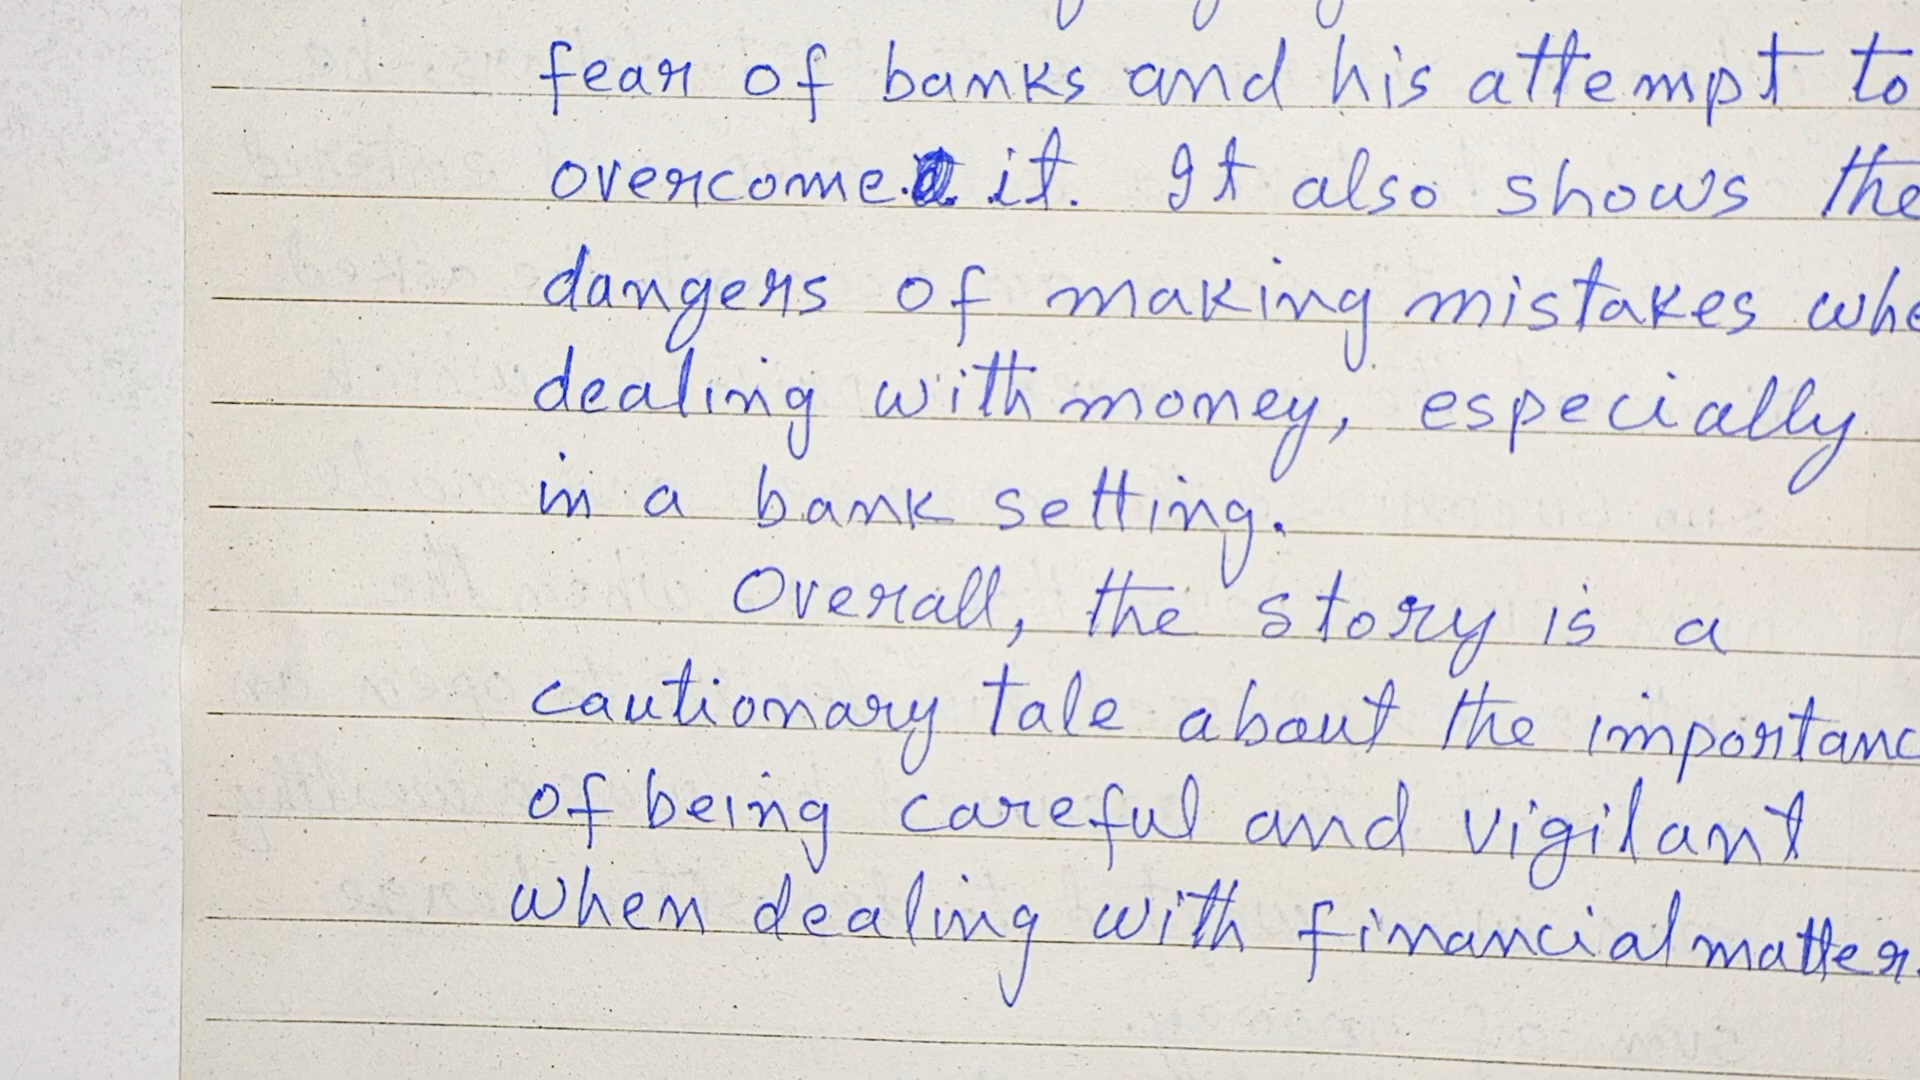 fear of banks and his attempt to
overcome it. It also shows the
dangers of making mistakes whe
dealing with money, especially
in a bank setting.
Overall, the story is a
cautionary tale about the importanc
of being careful and vigilant
when dealing with financial matter